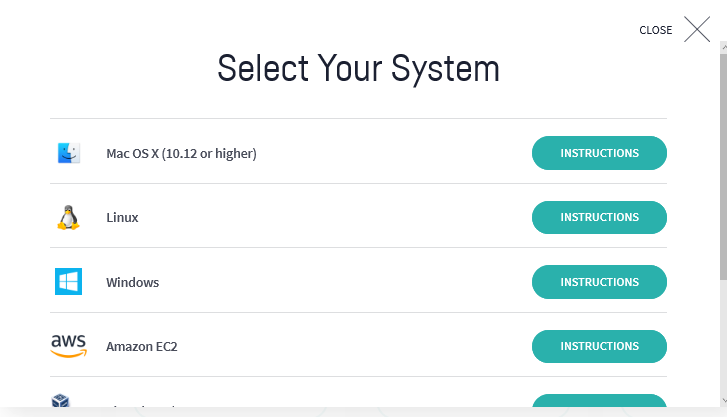 CLOSE
Select Your System
Mac OS X (10.12 or higher)
INSTRUCTIONS
Linux
INSTRUCTIONS
Windows
INSTRUCTIONS
aws
Amazon EC2
INSTRUCTIONS